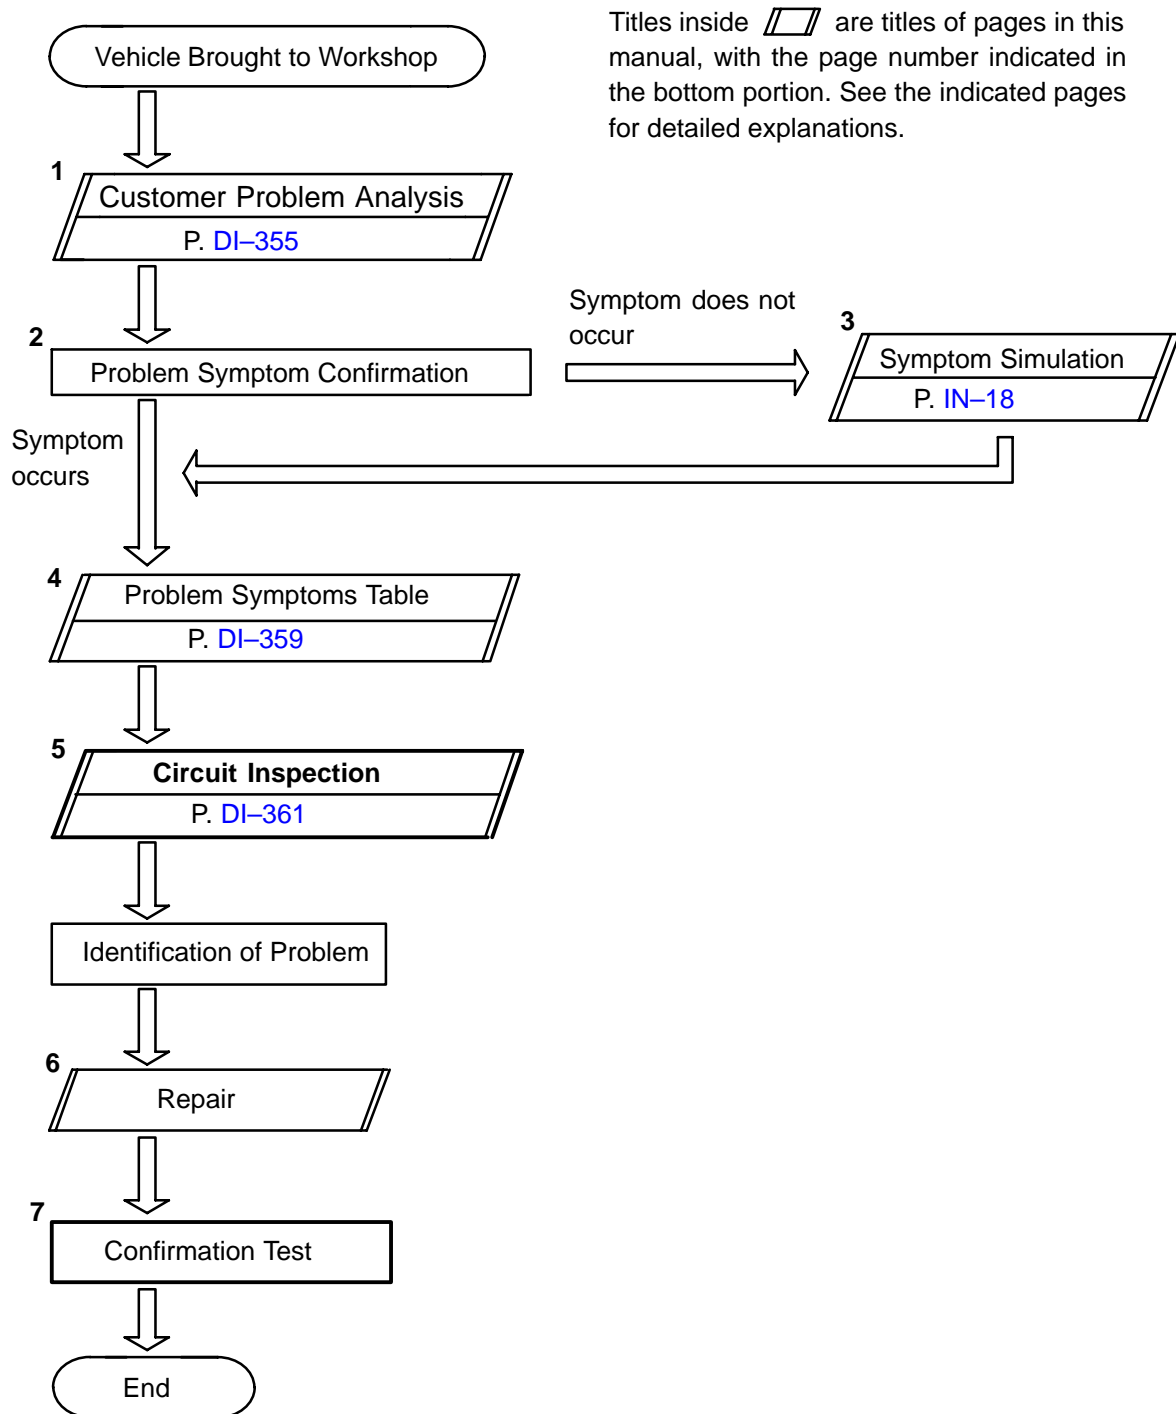 Titles inside are titles of pages in this
manual, with the page number indicated in
the bottom portion. See the indicated pages
for detailed explanations.
Vehicle Brought to Workshop
1
Customer Problem Analysis
P. DI–355
2
Problem Symptom Confirmation
Symptom does not
occur
3
Symptom Simulation
P. IN–18
Symptom
occurs
4
Problem Symptoms Table
P. DI–359
5
Circuit Inspection
P. DI–361
Identification of Problem
6
Repair
7
Confirmation Test
End